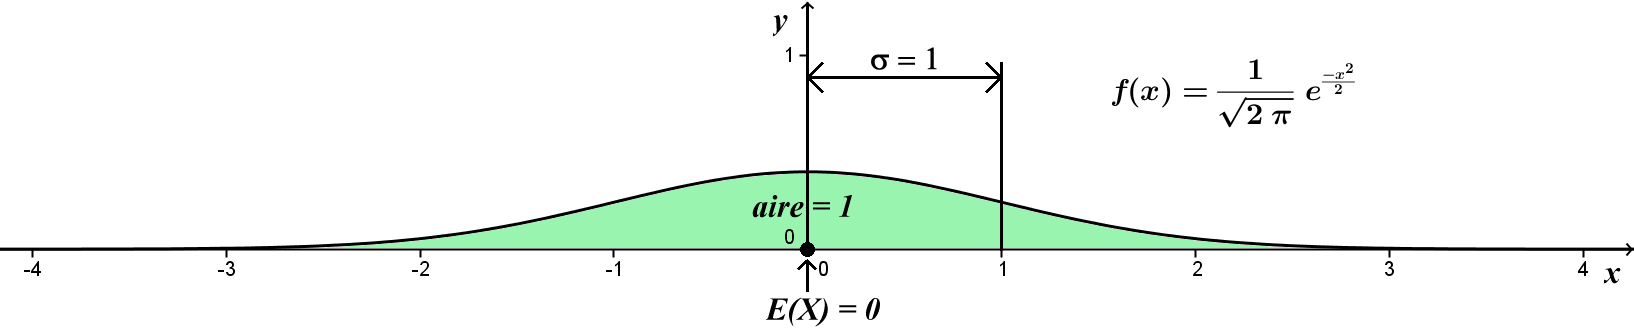 y
1
σ = 1
f(x) = 1/√(2 π) e^(-x²/2)
aire = 1
0
-4 -3 -2 -1 0 1 2 3 4 x
E(X) = 0